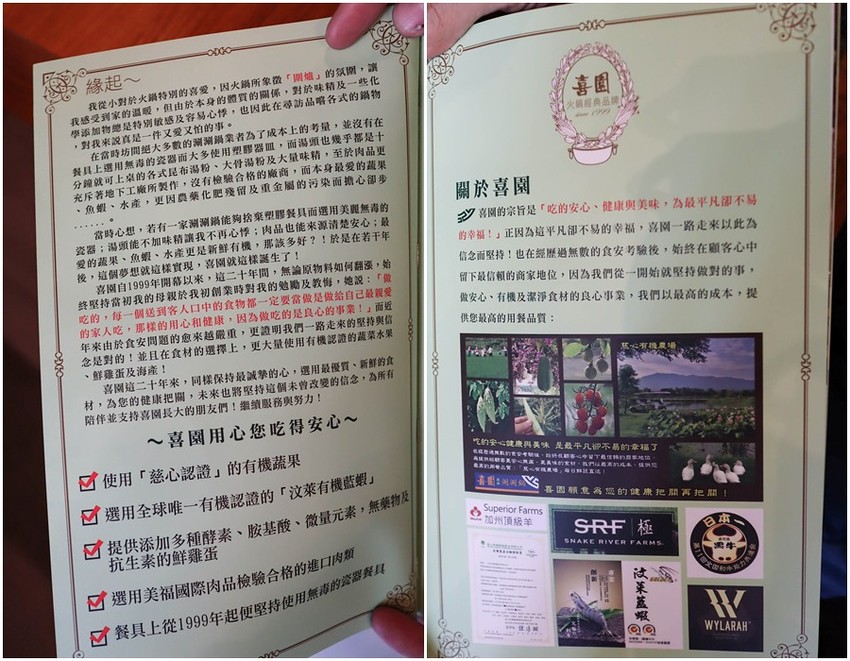 緣起~
我從小對於火鍋特別的喜愛，因火鍋所象徵「圍爐」的氛圍，讓
我感受到家的溫暖，但由於本身的體質的關係，對於味精及一些化
學添加物總是特別敏感及容易心悸，也因此在尋訪品嚐各式的鍋物
，對我來說真是一件又愛又怕的事。
在當時坊間絕大多數的涮涮鍋業者為了成本上的考量，並沒有在
餐具上選用無毒的瓷器而大多使用塑膠器皿，而湯頭也幾乎都是十
分鐘就可上桌的各式昆布湯粉、大骨湯粉及大量味精，至於肉品更
充斥著地下工廠所製作，沒有檢驗合格的廠商，而本身最愛的蔬果
、魚蝦、水產，更因農藥化肥殘留及重金屬的污染而擔心卻步
......。
當時心想，若有一家涮涮鍋能夠捨棄塑膠餐具而選用美麗無毒的
瓷器；湯頭能不加味精讓我不再心悸；肉品也能來源清楚安心；最
愛的蔬果、魚蝦、水產更是新鮮有機，那該多好？！於是在若干年
後，這個夢想就這樣實現，喜園就這樣誕生了！
喜園自1999年開幕以來，這二十年間，無論原物料如何翻漲，始
終堅持當初我的母親於我初創業時對我的勉勵及教誨，她說：「做
吃的，每一個送到客人口中的食物都一定要當做是做給自己最親愛
的家人吃，那樣的用心和健康，因為做吃的是良心的事業！」而近
年來由於食安問題的愈來越嚴重，更證明我們一路走來的堅持與信
念是對的！並且在食材的選擇上，更大量使用有機認證的蔬菜水果
、鮮雞蛋及海產！
喜園這二十年來，同樣保持最誠摯的心，選用最優質、新鮮的食
材，為您的健康把關，未來也將堅持這個未曾改變的信念，為所有
陪伴並支持喜園長大的朋友們！繼續服務與努力！
～喜園用心您吃得安心～
使用「慈心認證」的有機蔬果
選用全球唯一有機認證的「汶萊有機藍蝦」
提供添加多種酵素、胺基酸、微量元素，無藥物及
抗生素的鮮雞蛋
選用美福國際肉品檢驗合格的進口肉類
餐具上從1999年起便堅持使用無毒的瓷器餐具
喜園
火鍋經典品牌
since 1999
關於喜園
喜園的宗旨是「吃的安心、健康與美味，為最平凡卻不易
的幸福！」正因為這平凡卻不易的幸福，喜園一路走來以此為
信念而堅持！也在經歷過無數的食安考驗後，始終在顧客心中
留下最信賴的商家地位，因為我們從一開始就堅持做對的事，
做安心、有機及潔淨食材的良心事業，我們以最高的成本，提
供您最高的用餐品質：
慈心有機農場
吃的安心健康與美味 是最平凡卻不易的幸福了
喜園 涮涮鍋
喜園願意為您的健康把關再把關！
Superior Farms
加州頂級羊
SRF 極
SNAKE RIVER FARMS
日本一
汶萊藍蝦
WYLARAH